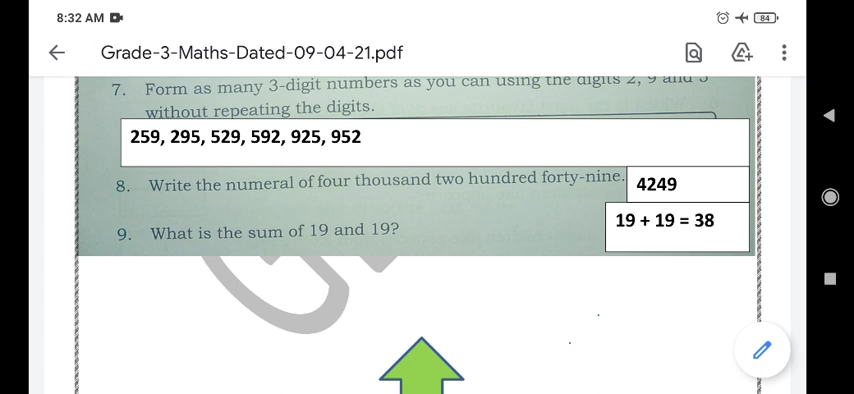 8:32 AM
84
Grade-3-Maths-Dated-09-04-21.pdf
7. Form as many 3-digit numbers as you can using the digits 2, 9 and 5
without repeating the digits.
259, 295, 529, 592, 925, 952
8. Write the numeral of four thousand two hundred forty-nine.
4249
9. What is the sum of 19 and 19?
19 + 19 = 38